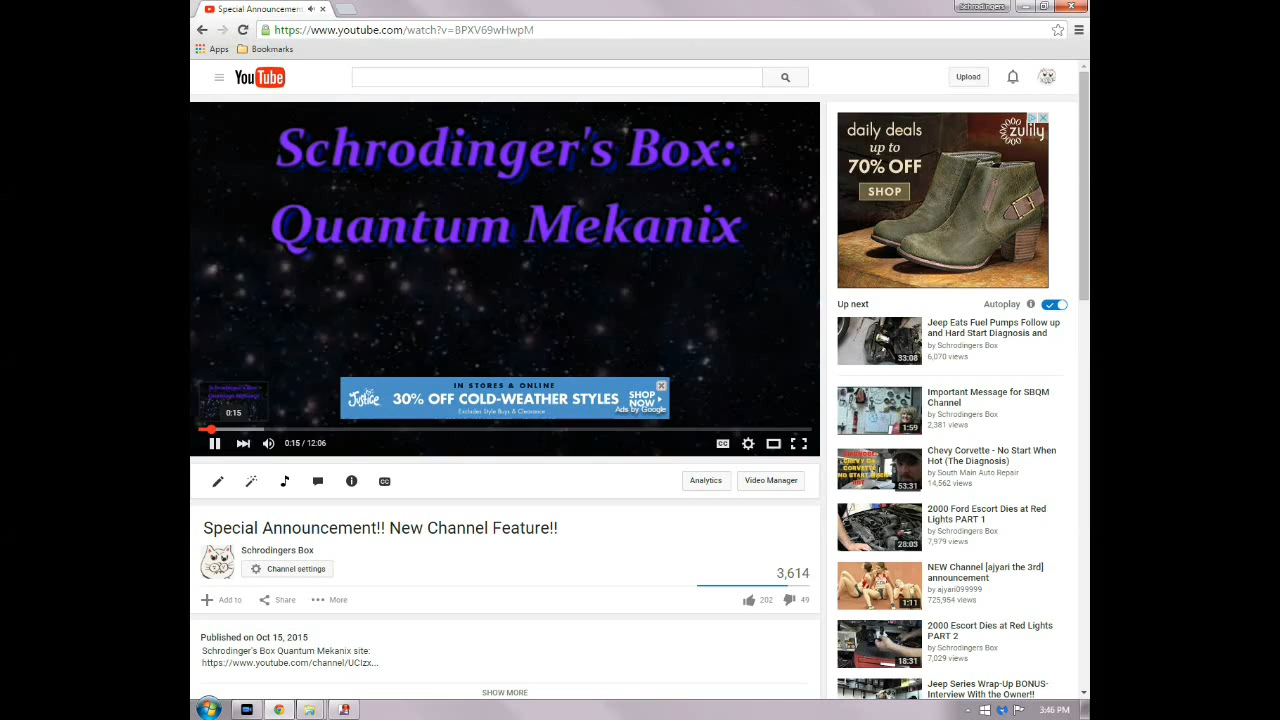 Special Announcement
Schrodingers
https://www.youtube.com/watch?v=BPXV69wHwpM
Apps
Bookmarks
YouTube
Upload
Schrodinger's Box:
Quantum Mekanix
daily deals
up to
70% OFF
SHOP
zulily
Up next
Autoplay
Jeep Eats Fuel Pumps Follow up
and Hard Start Diagnosis and
by Schrodingers Box
6,070 views
33:08
Important Message for SBQM
Channel
by Schrodingers Box
2,381 views
1:59
Chevy Corvette - No Start When
Hot (The Diagnosis)
by South Main Auto Repair
14,562 views
53:31
2000 Ford Escort Dies at Red
Lights PART 1
by Schrodingers Box
7,979 views
28:03
NEW Channel [ajyari the 3rd]
announcement
by ajyari099999
725,954 views
1:11
2000 Escort Dies at Red Lights
PART 2
by Schrodingers Box
7,029 views
18:31
Jeep Series Wrap-Up BONUS-
Interview With the Owner!!
IN STORES & ONLINE
Justice
30% OFF COLD-WEATHER STYLES
SHOP NOW
Excludes Style Buys & Clearance
Ads by Google
0:15
0:15 / 12:06
CC
CC
Analytics
Video Manager
Special Announcement!! New Channel Feature!!
Schrodingers Box
Channel settings
3,614
Add to
Share
More
202
49
Published on Oct 15, 2015
Schrodinger's Box Quantum Mekanix site:
https://www.youtube.com/channel/UCIzx...
SHOW MORE
3:46 PM